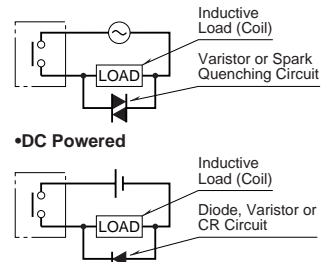 Inductive
Load (Coil)
LOAD
Varistor or Spark
Quenching Circuit
•DC Powered
Inductive
Load (Coil)
LOAD
Diode, Varistor or
CR Circuit